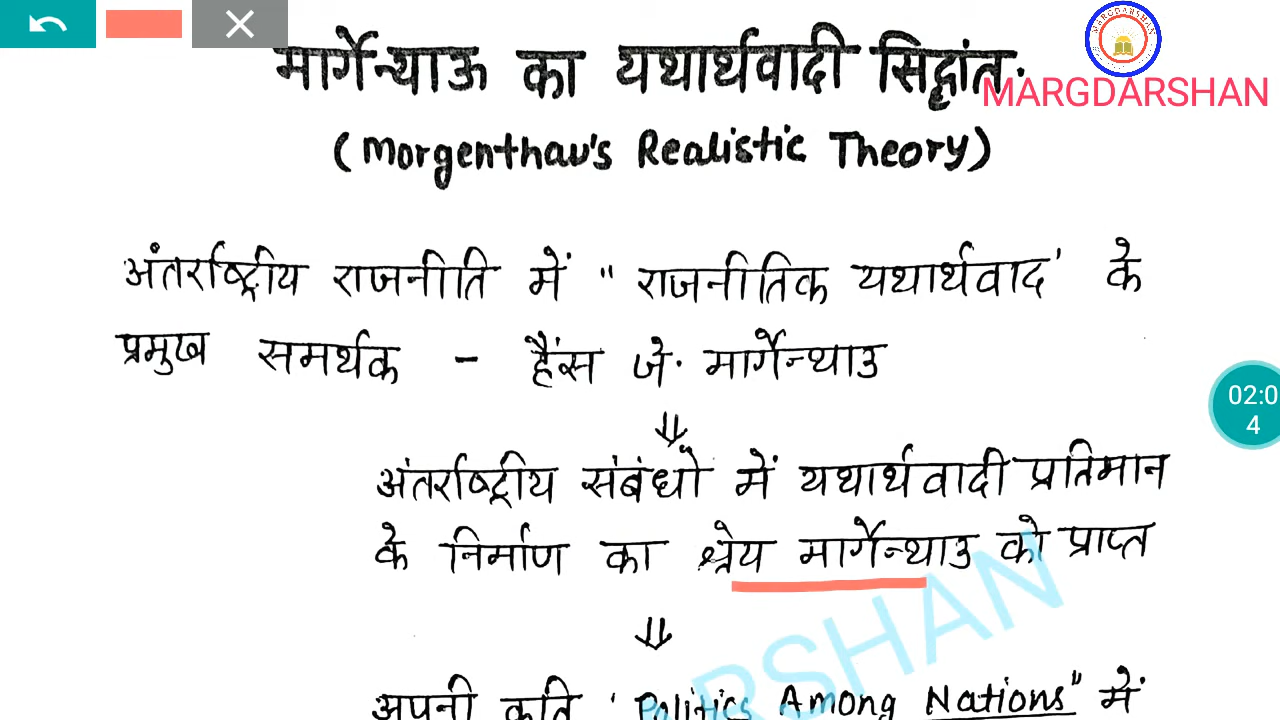 मार्गेन्थाऊ का यथार्थवादी सिद्धांत.
MARGDARSHAN
(Morgenthau's Realistic Theory)
अंतर्राष्ट्रीय राजनीति में "राजनीतिक यथार्थवाद' के
प्रमुख समर्थक - हैंस जे. मार्गेन्थाउ
⇓
02:04
अंतर्राष्ट्रीय संबंधों में यथार्थवादी प्रतिमान
के निर्माण का श्रेय मार्गेन्थाउ को प्राप्त
⇓
अपनी कृति 'Politics Among Nations" में